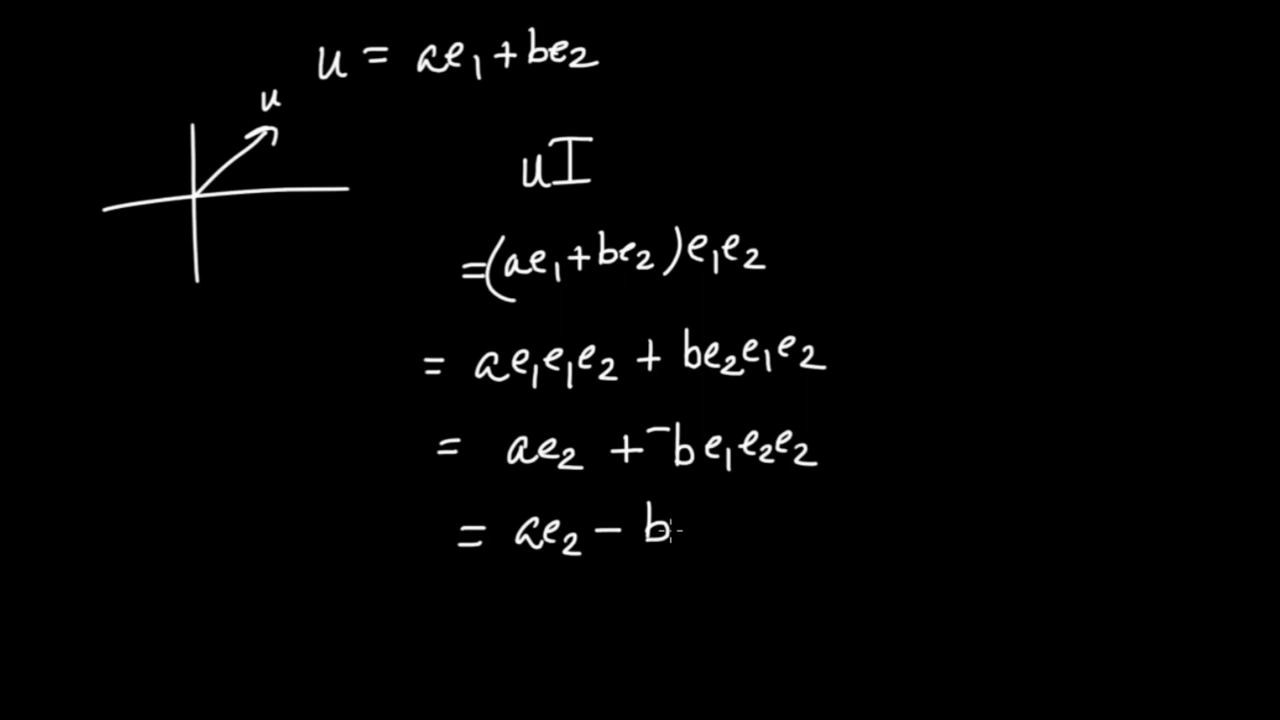 u = ae₁ + be₂
u
uI
= (ae₁ + be₂) e₁e₂
= ae₁e₁e₂ + be₂e₁e₂
= ae₂ + ⁻be₁e₂e₂
= ae₂ − b